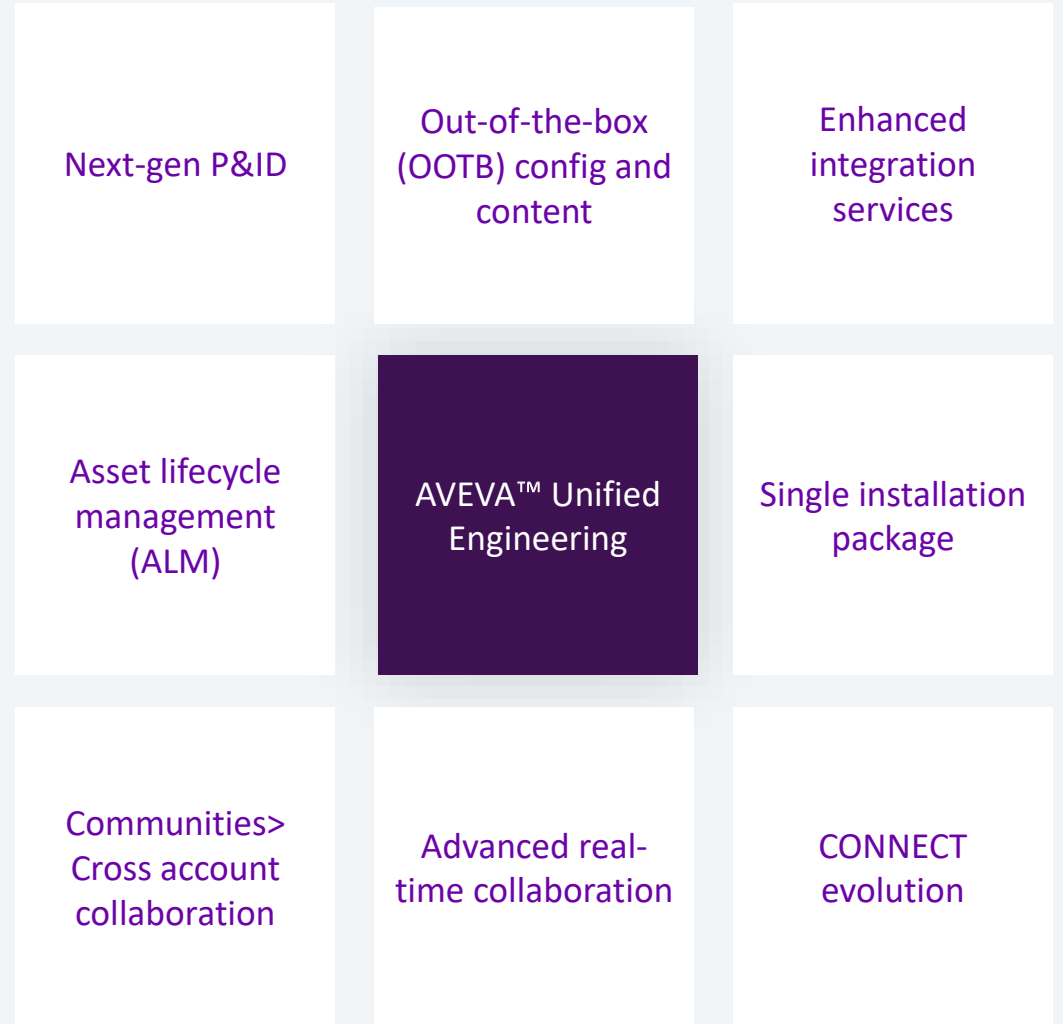 Next-gen P&ID
Out-of-the-box
(OOTB) config and
content
Enhanced
integration
services
Asset lifecycle
management
(ALM)
AVEVA™ Unified
Engineering
Single installation
package
Communities>
Cross account
collaboration
Advanced real-
time collaboration
CONNECT
evolution